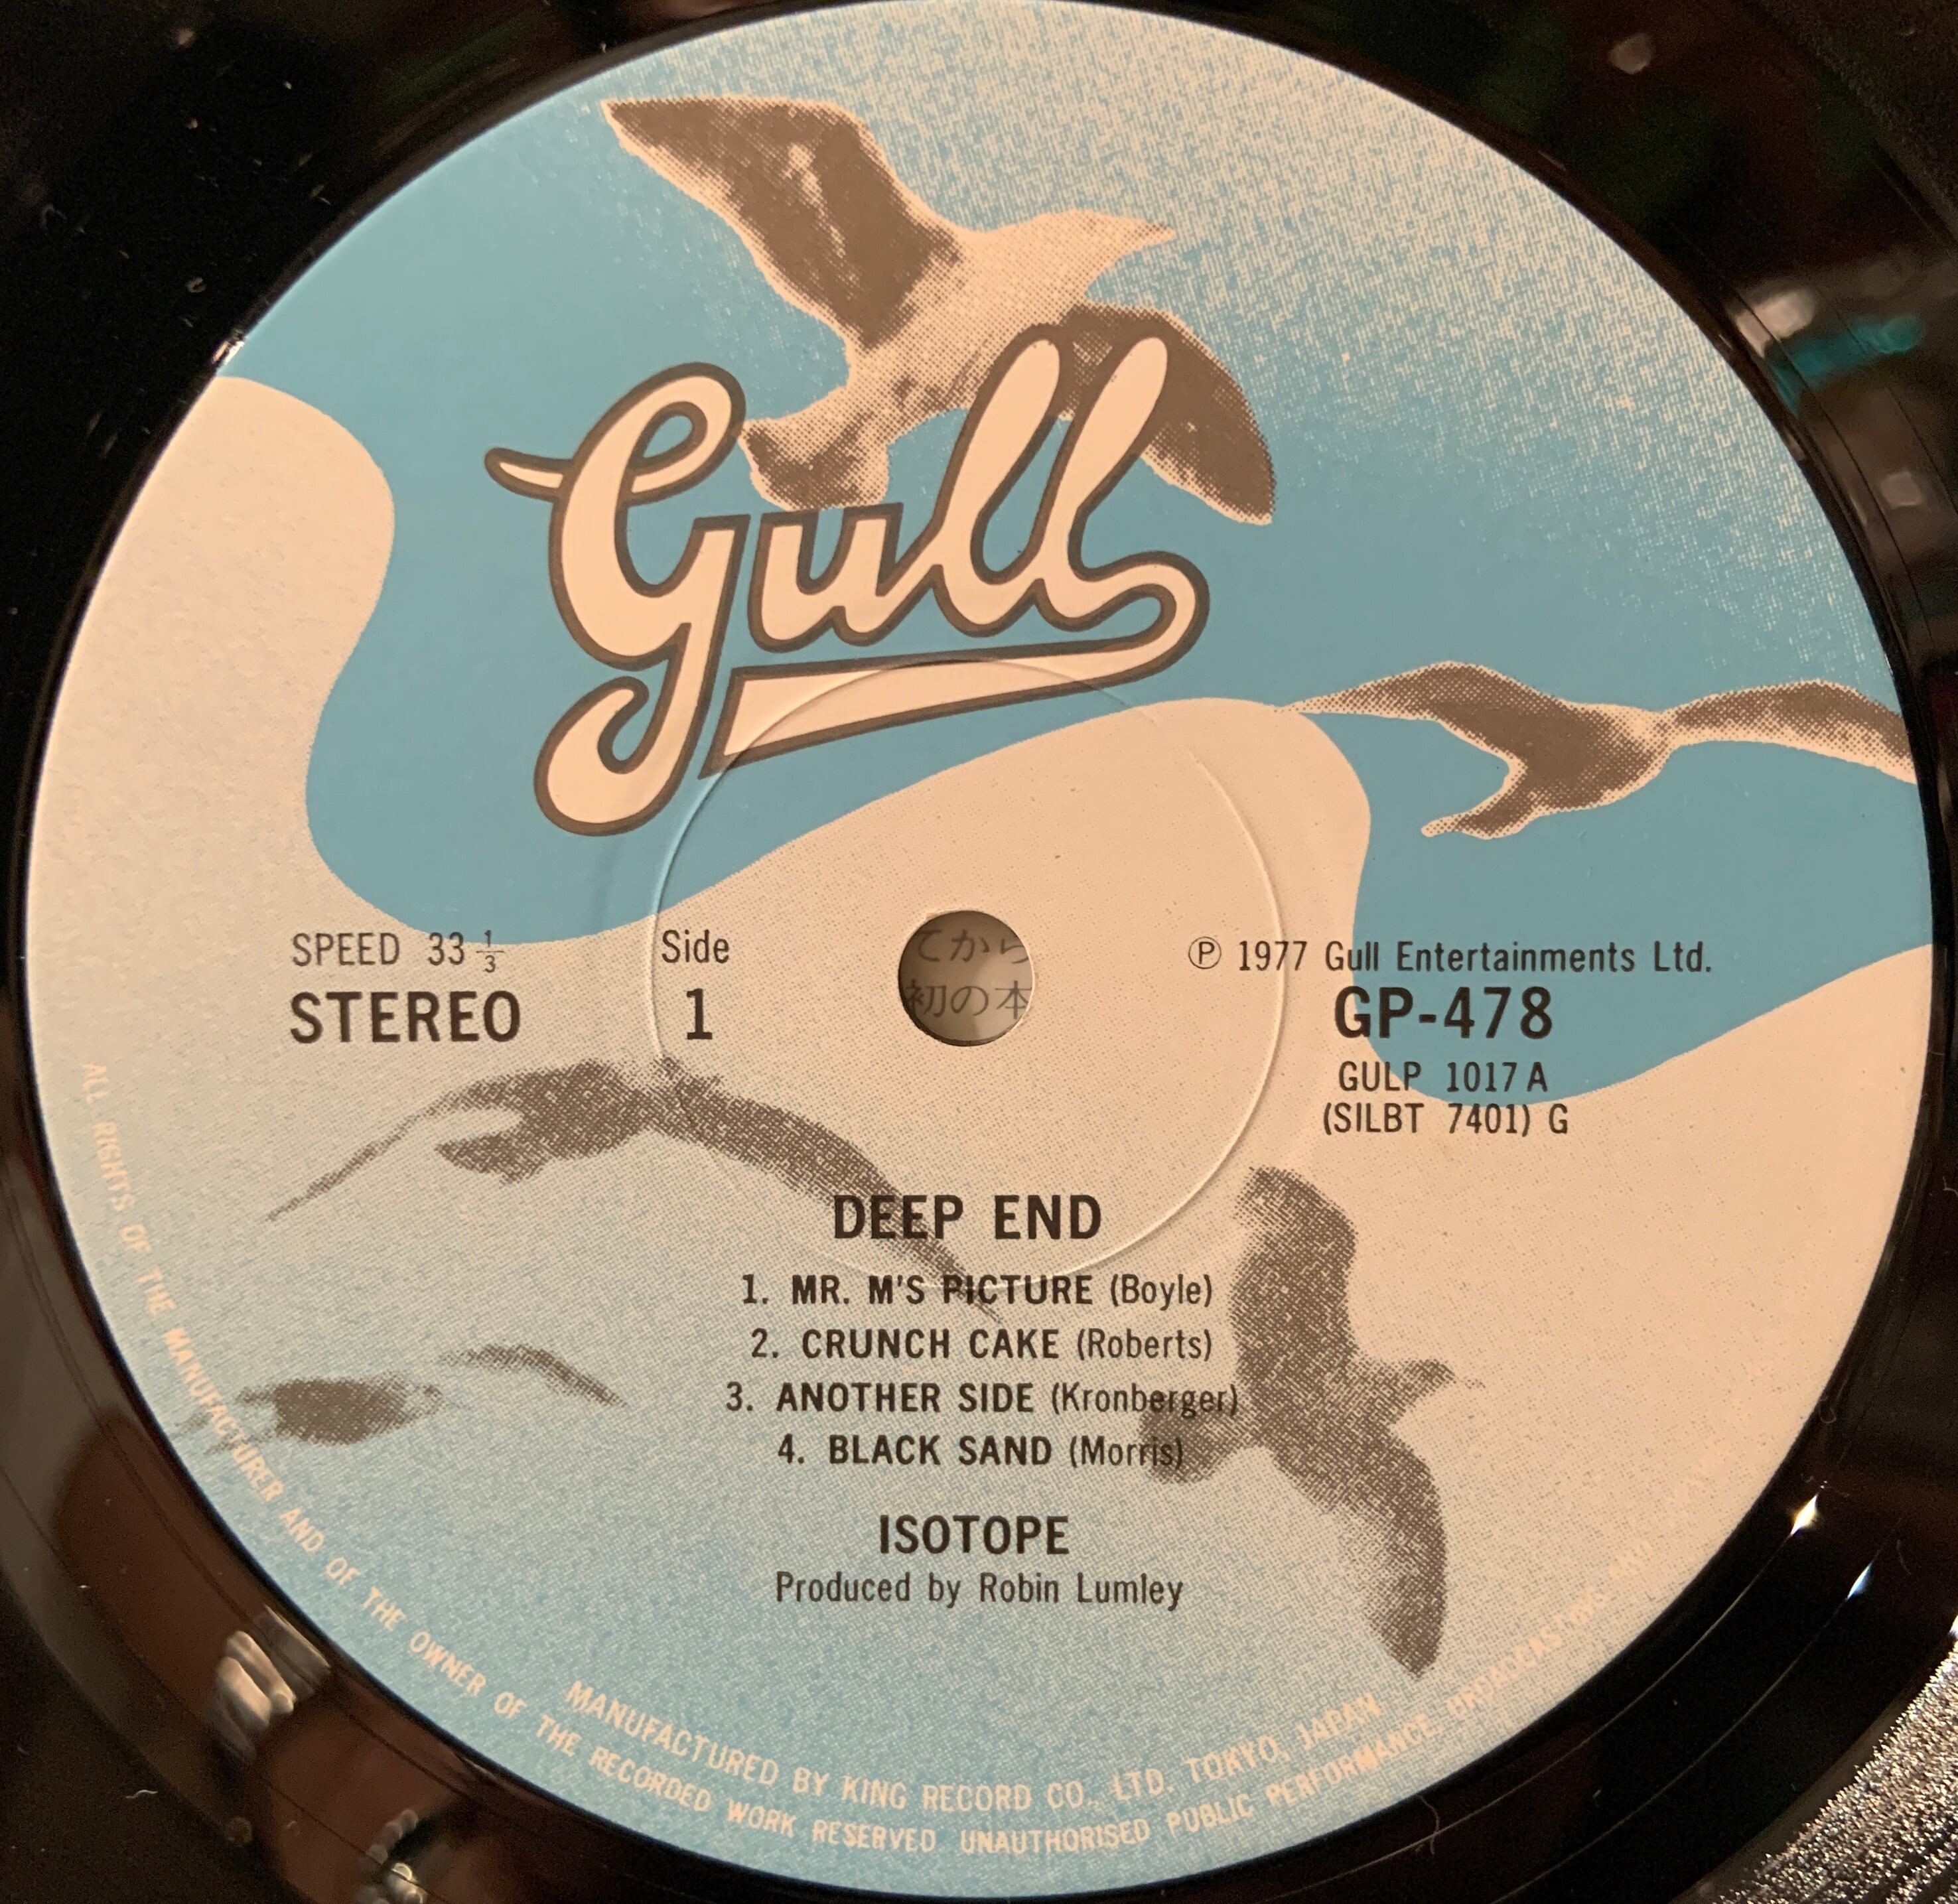 Gull
SPEED 33 1/3
STEREO
Side
1
てから
初の本
Ⓟ 1977 Gull Entertainments Ltd.
GP-478
GULP 1017 A
(SILBT 7401) G
DEEP END
1. MR. M'S PICTURE (Boyle)
2. CRUNCH CAKE (Roberts)
3. ANOTHER SIDE (Kronberger)
4. BLACK SAND (Morris)
ISOTOPE
Produced by Robin Lumley
MANUFACTURED BY KING RECORD CO., LTD. TOKYO, JAPAN
ALL RIGHTS OF THE MANUFACTURER AND OF THE OWNER OF THE RECORDED WORK RESERVED. UNAUTHORISED PUBLIC PERFORMANCE BROADCASTING AND